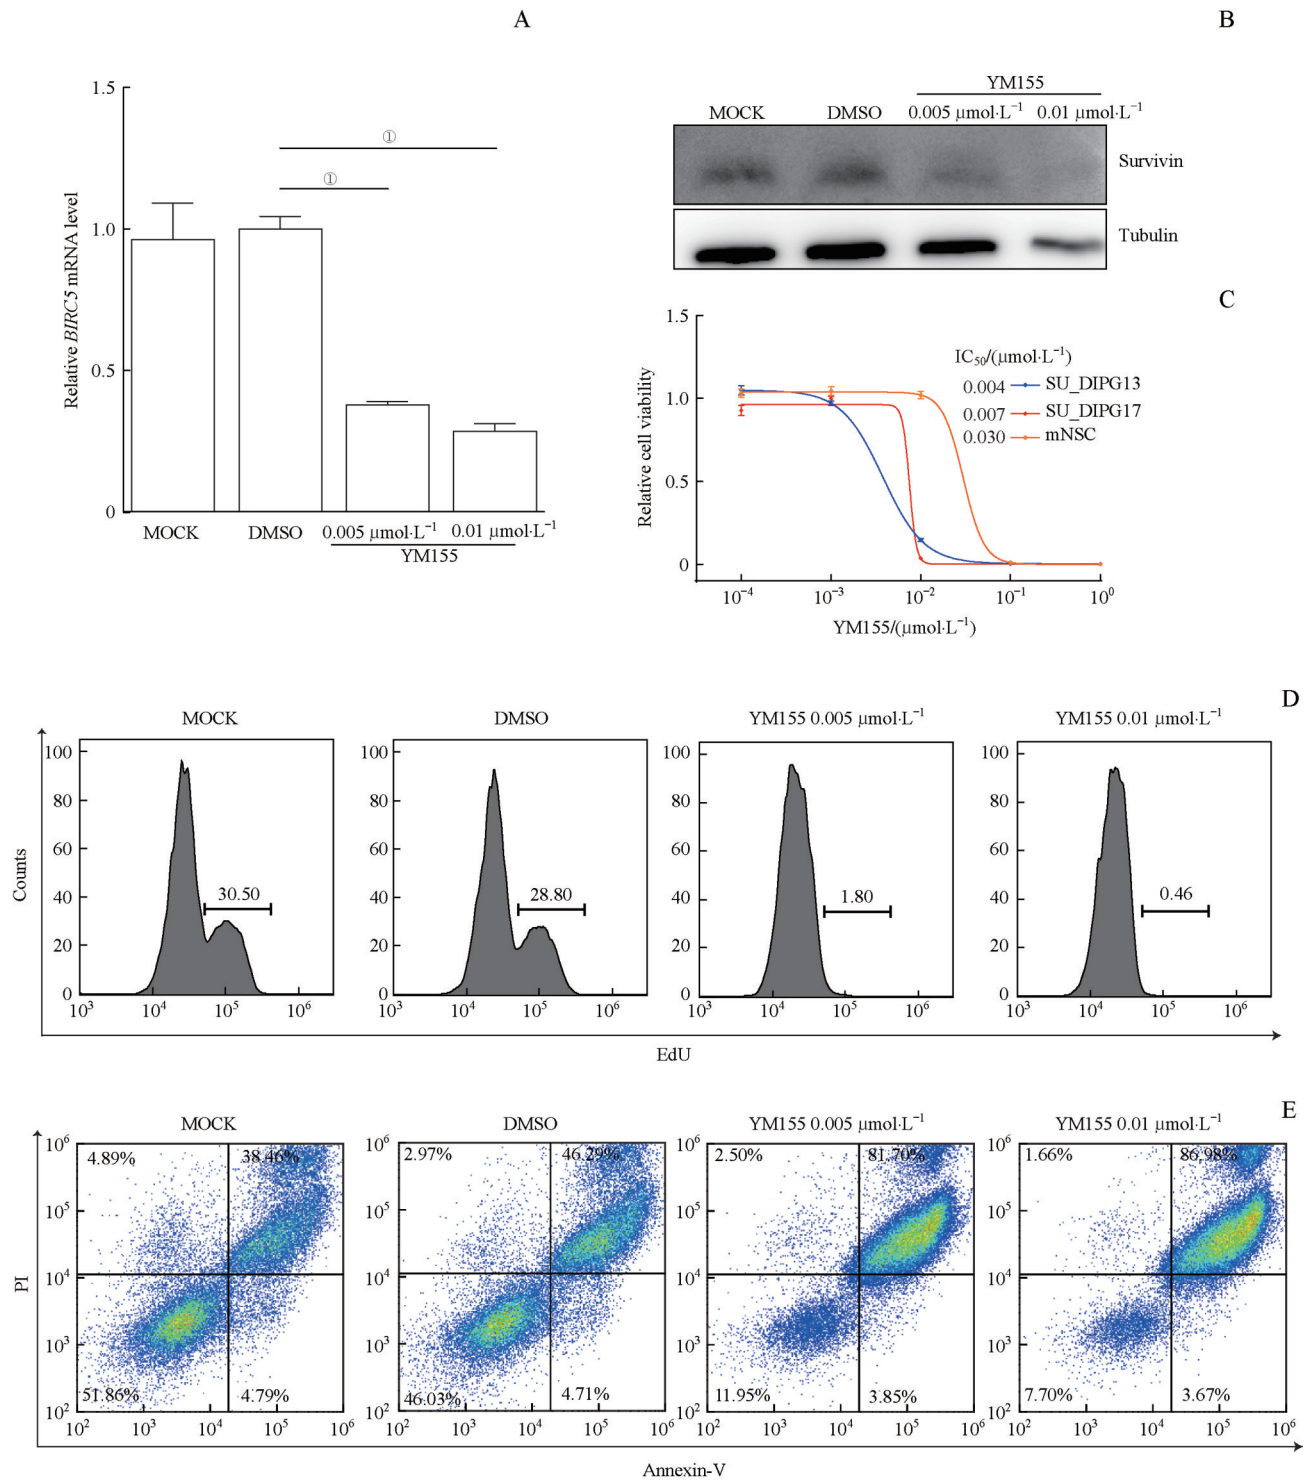 A
1.5
1.0
0.5
0
Relative BIRC5 mRNA level
①
①
MOCK DMSO 0.005 μmol·L⁻¹ 0.01 μmol·L⁻¹
YM155
B
YM155
MOCK DMSO 0.005 μmol·L⁻¹ 0.01 μmol·L⁻¹
Survivin
Tubulin
C
1.5
1.0
0.5
0
Relative cell viability
IC₅₀/(μmol·L⁻¹)
0.004 SU_DIPG13
0.007 SU_DIPG17
0.030 mNSC
10⁻⁴ 10⁻³ 10⁻² 10⁻¹ 10⁰
YM155/(μmol·L⁻¹)
D
MOCK DMSO YM155 0.005 μmol·L⁻¹ YM155 0.01 μmol·L⁻¹
Counts
100 100 100 100
80 80 80 80
60 60 60 60
40 40 40 40
20 20 20 20
0 0 0 0
30.50 28.80 1.80 0.46
10³ 10⁴ 10⁵ 10⁶ 10³ 10⁴ 10⁵ 10⁶ 10³ 10⁴ 10⁵ 10⁶ 10³ 10⁴ 10⁵ 10⁶
EdU
E
MOCK DMSO YM155 0.005 μmol·L⁻¹ YM155 0.01 μmol·L⁻¹
PI
10⁶ 10⁶ 10⁶ 10⁶
4.89% 38.46% 2.97% 46.29% 2.50% 81.70% 1.66% 86.98%
10⁵ 10⁵ 10⁵ 10⁵
10⁴ 10⁴ 10⁴ 10⁴
10³ 10³ 10³ 10³
51.86% 4.79% 46.03% 4.71% 11.95% 3.85% 7.70% 3.67%
10² 10² 10² 10²
10² 10³ 10⁴ 10⁵ 10⁶ 10² 10³ 10⁴ 10⁵ 10⁶ 10² 10³ 10⁴ 10⁵ 10⁶ 10² 10³ 10⁴ 10⁵ 10⁶
Annexin-V